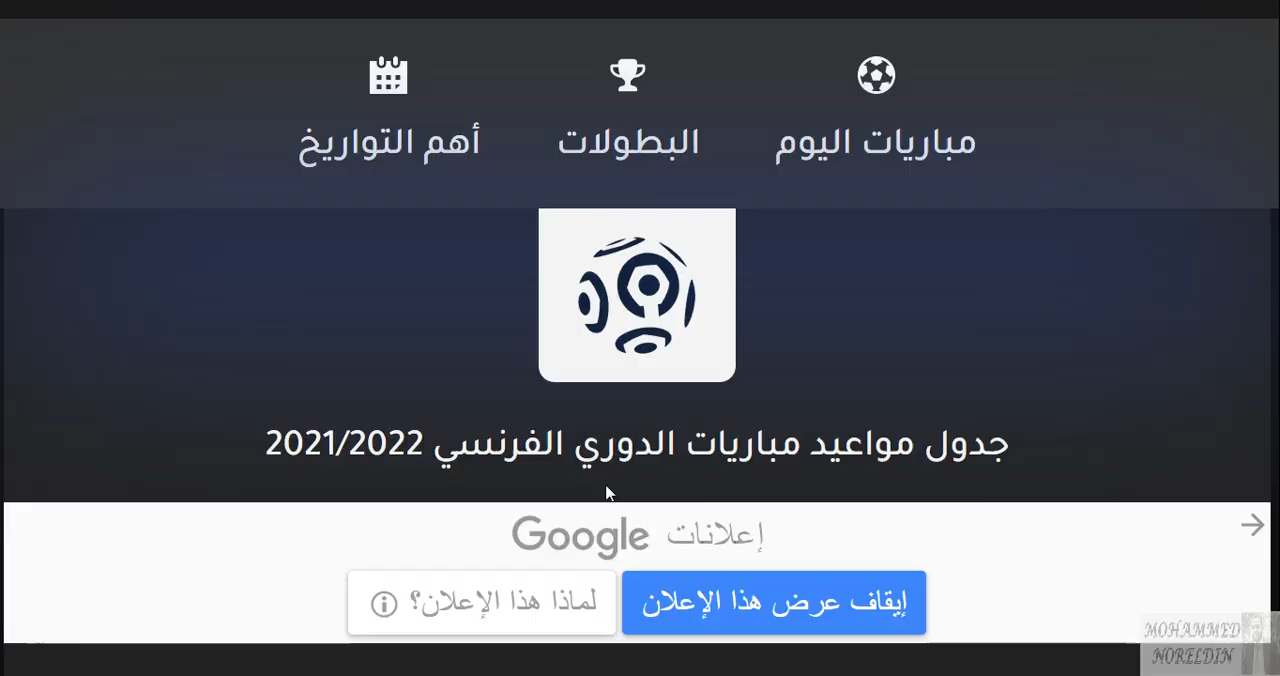 مباريات اليوم
البطولات
أهم التواريخ
جدول مواعيد مباريات الدوري الفرنسي 2021/2022
إعلانات Google
إيقاف عرض هذا الإعلان
لماذا هذا الإعلان؟
MOHAMMED
NORELDIN